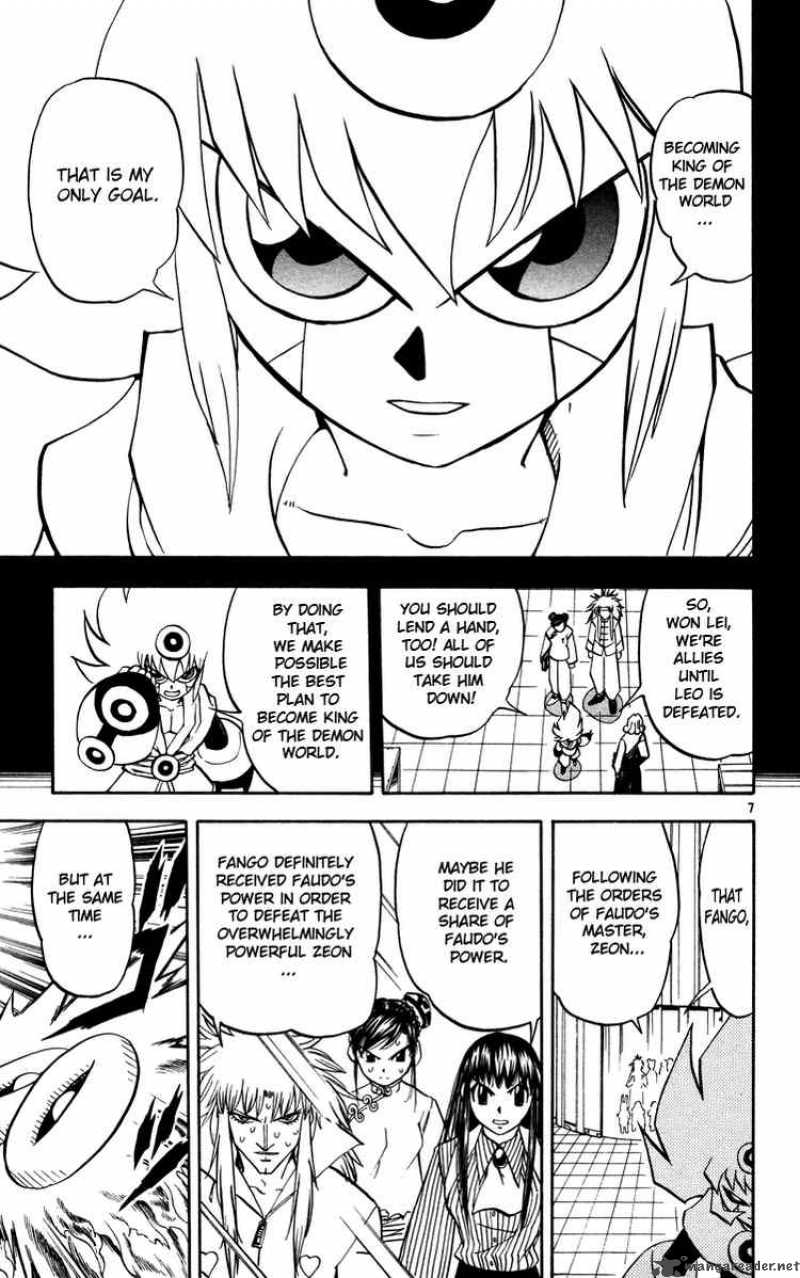 BECOMING
KING OF
THE DEMON
WORLD
...
THAT IS MY
ONLY GOAL.
SO,
WON LEI,
WE'RE
ALLIES
UNTIL
LEO IS
DEFEATED.
YOU SHOULD
LEND A HAND,
TOO! ALL OF
US SHOULD
TAKE HIM
DOWN!
BY DOING
THAT,
WE MAKE
POSSIBLE
THE BEST
PLAN TO
BECOME KING
OF THE DEMON
WORLD.
7
THAT
FANGO,
FOLLOWING
THE ORDERS
OF FAUDO'S
MASTER,
ZEON...
MAYBE HE
DID IT TO
RECEIVE A
SHARE OF
FAUDO'S
POWER.
FANGO DEFINITELY
RECEIVED FAUDO'S
POWER IN ORDER
TO DEFEAT THE
OVERWHELMINGLY
POWERFUL ZEON
...
BUT AT
THE SAME
TIME
...
mangareader.net